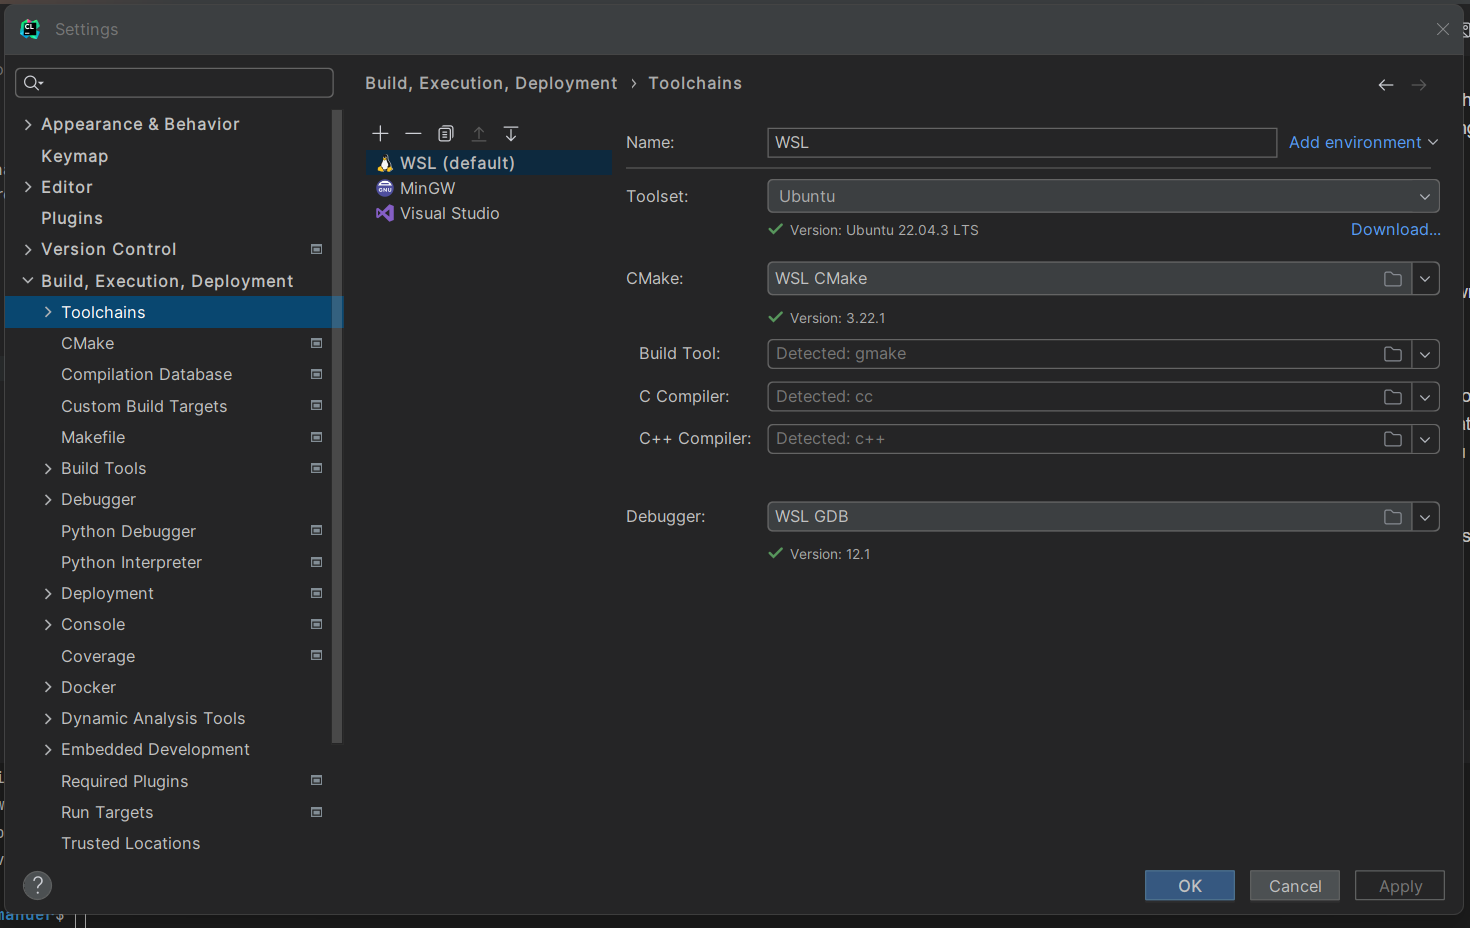 Settings
Appearance & Behavior
Keymap
Editor
Plugins
Version Control
Build, Execution, Deployment
Toolchains
CMake
Compilation Database
Custom Build Targets
Makefile
Build Tools
Debugger
Python Debugger
Python Interpreter
Deployment
Console
Coverage
Docker
Dynamic Analysis Tools
Embedded Development
Required Plugins
Run Targets
Trusted Locations
Build, Execution, Deployment › Toolchains
WSL (default)
MinGW
Visual Studio
Name: WSL Add environment
Toolset: Ubuntu
Version: Ubuntu 22.04.3 LTS Download...
CMake: WSL CMake
Version: 3.22.1
Build Tool: Detected: gmake
C Compiler: Detected: cc
C++ Compiler: Detected: c++
Debugger: WSL GDB
Version: 12.1
? OK Cancel Apply